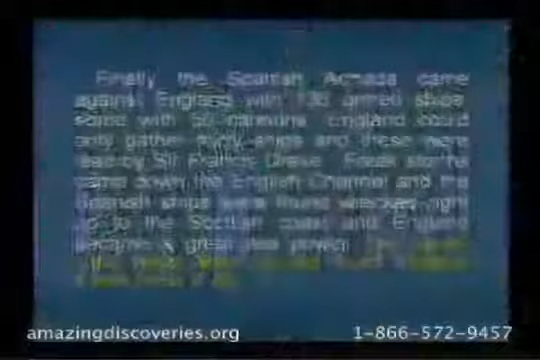 Finally the Spanish Armada came
against England with 130 armed ships,
some with 50 cannons. England could
only gather forty ships and these were
lead by Sir Francis Drake. Freak storms
came down the English Channel and the
Spanish ships were found wrecked right
up to the Scottish coast and England
became a great sea power.
amazingdiscoveries.org
1-866-572-9457